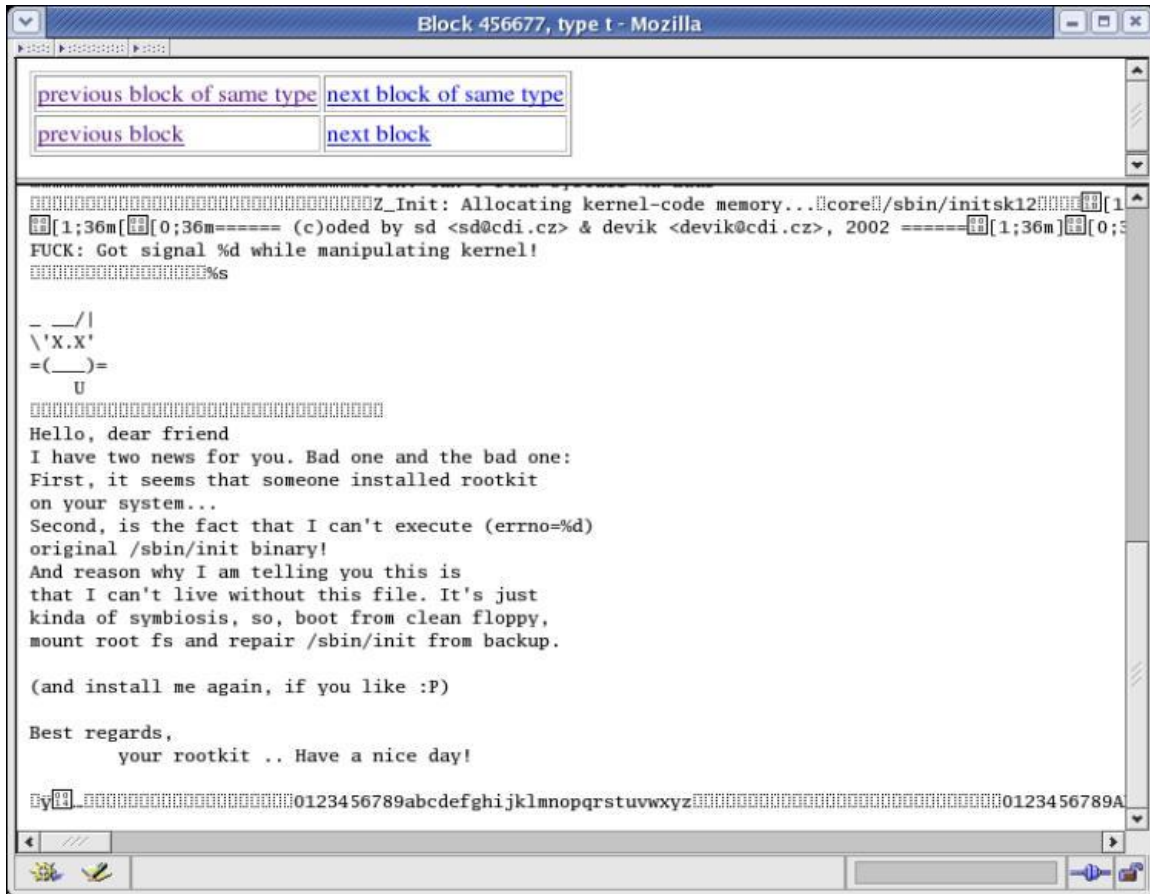 Block 456677, type t - Mozilla
previous block of same type next block of same type
previous block next block
Z_Init: Allocating kernel-code memory...core/sbin/initsk12[1
[1;36m[[0;36m====== (c)oded by sd <sd@cdi.cz> & devik <devik@cdi.cz>, 2002 ======[1;36m][0;3
FUCK: Got signal %d while manipulating kernel!
%s
_ __/|
\'X.X'
=(___)=
U
Hello, dear friend
I have two news for you. Bad one and the bad one:
First, it seems that someone installed rootkit
on your system...
Second, is the fact that I can't execute (errno=%d)
original /sbin/init binary!
And reason why I am telling you this is
that I can't live without this file. It's just
kinda of symbiosis, so, boot from clean floppy,
mount root fs and repair /sbin/init from backup.
(and install me again, if you like :P)
Best regards,
your rootkit .. Have a nice day!
ÿ…0123456789abcdefghijklmnopqrstuvwxyz0123456789A